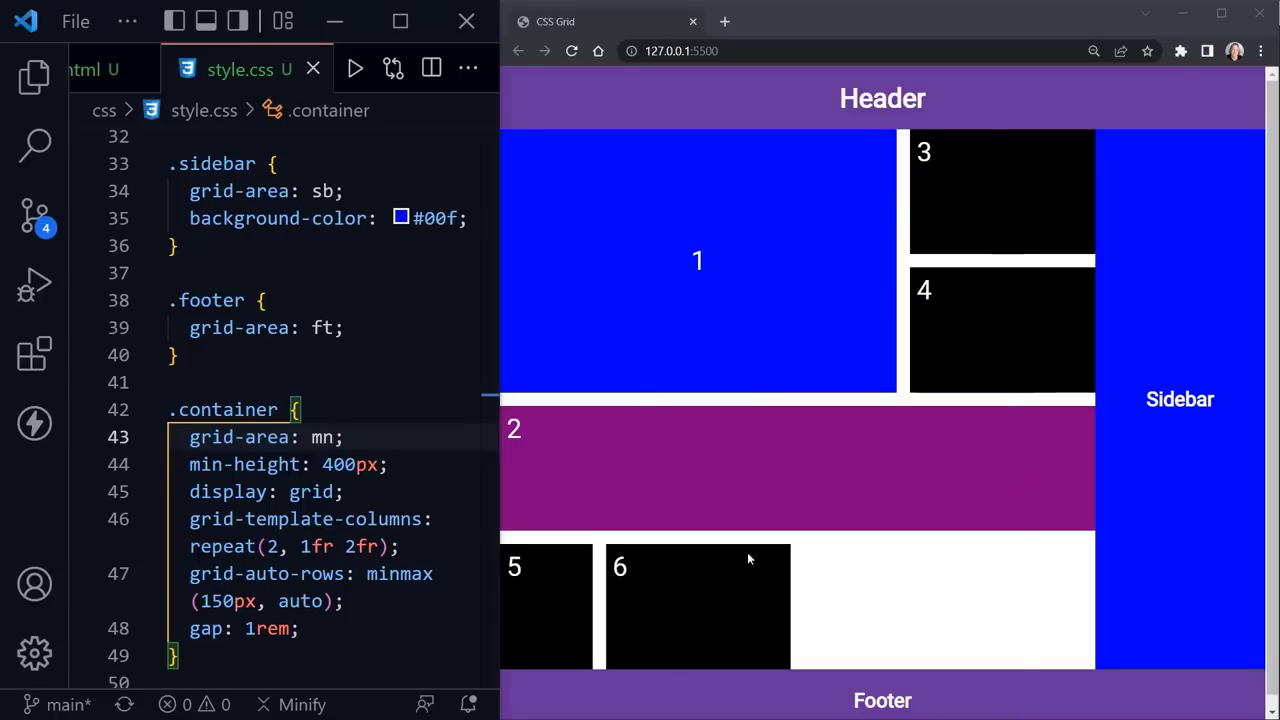 File
html U
style.css U
css > style.css > .container
32
33 .sidebar {
34 grid-area: sb;
35 background-color: #00f;
36 }
37
38 .footer {
39 grid-area: ft;
40 }
41
42 .container {
43 grid-area: mn;
44 min-height: 400px;
45 display: grid;
46 grid-template-columns:
repeat(2, 1fr 2fr);
47 grid-auto-rows: minmax
(150px, auto);
48 gap: 1rem;
49 }
50
4
main*
0 0
Minify
CSS Grid
127.0.0.1:5500
Header
1
3
4
2
5
6
Sidebar
Footer